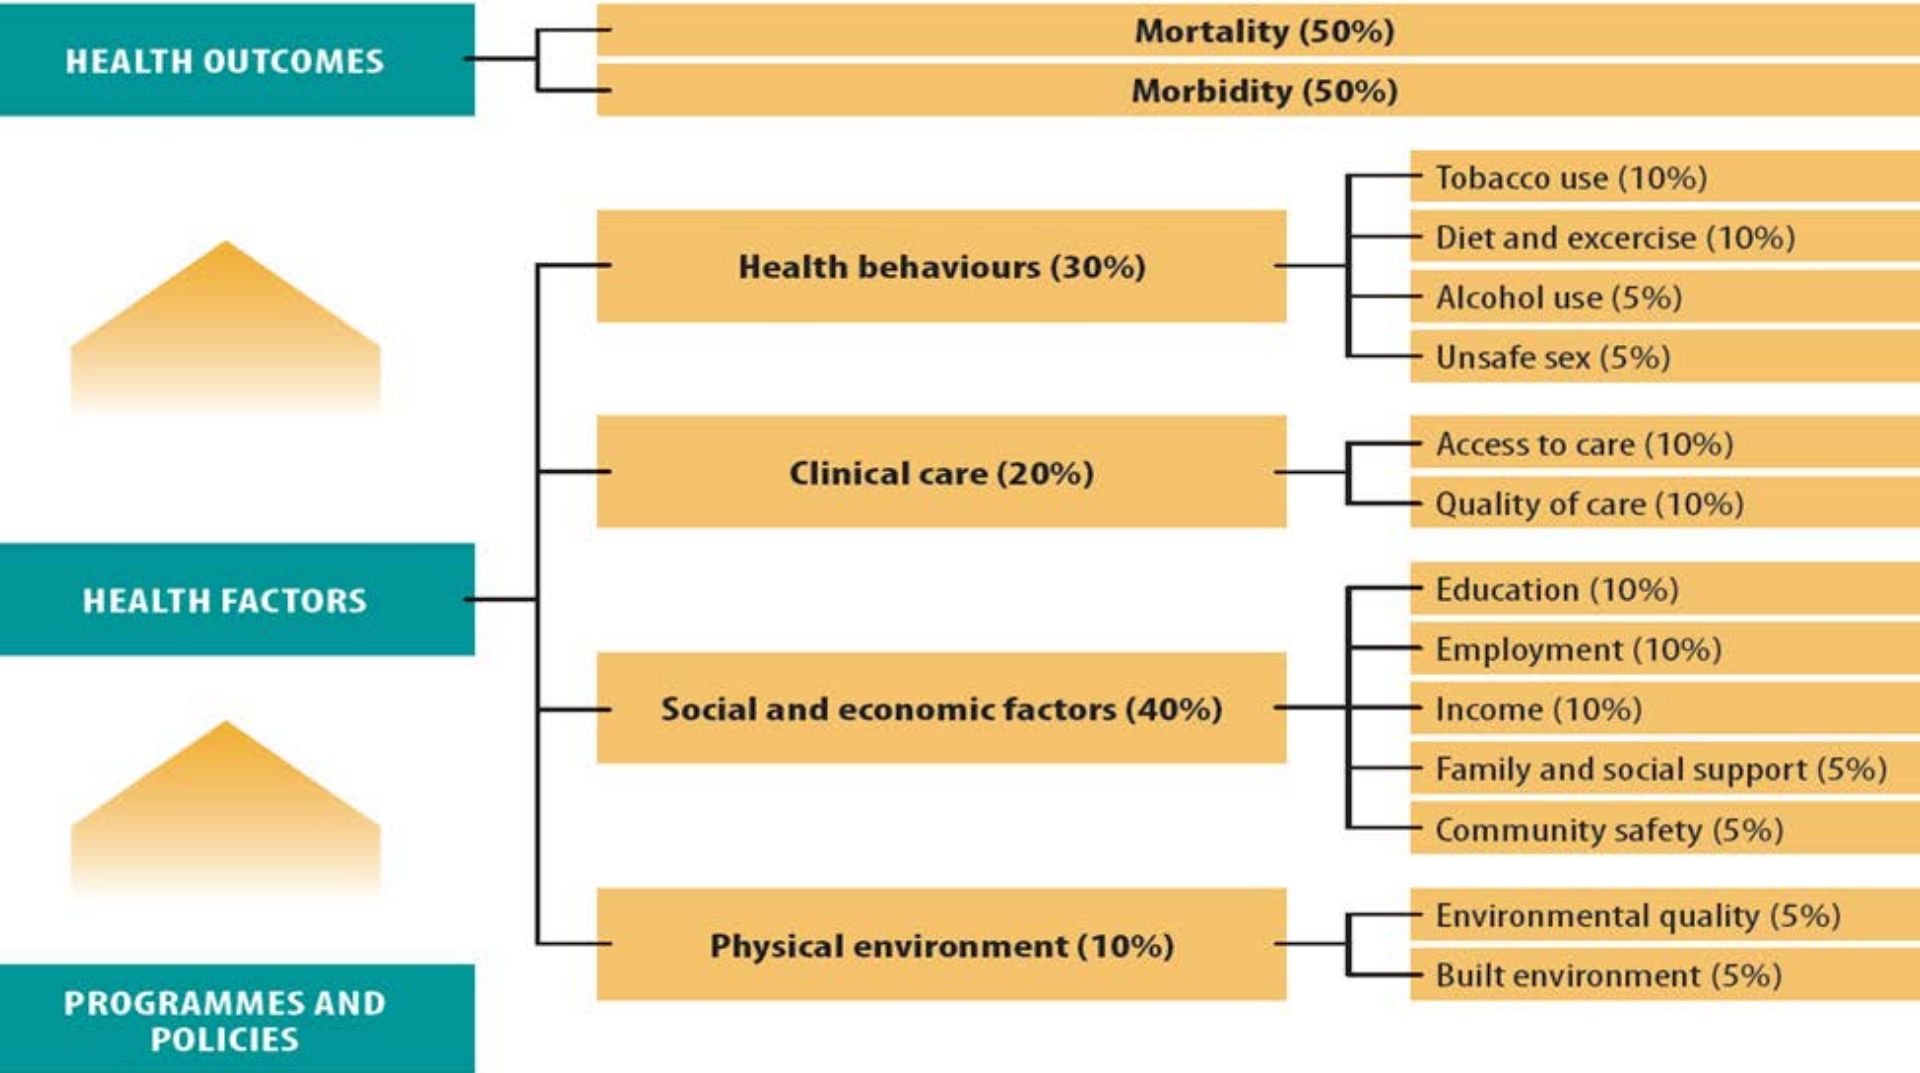 HEALTH OUTCOMES
Mortality (50%)
Morbidity (50%)
HEALTH FACTORS
Health behaviours (30%)
Tobacco use (10%)
Diet and excercise (10%)
Alcohol use (5%)
Unsafe sex (5%)
Clinical care (20%)
Access to care (10%)
Quality of care (10%)
Social and economic factors (40%)
Education (10%)
Employment (10%)
Income (10%)
Family and social support (5%)
Community safety (5%)
Physical environment (10%)
Environmental quality (5%)
Built environment (5%)
PROGRAMMES AND
POLICIES